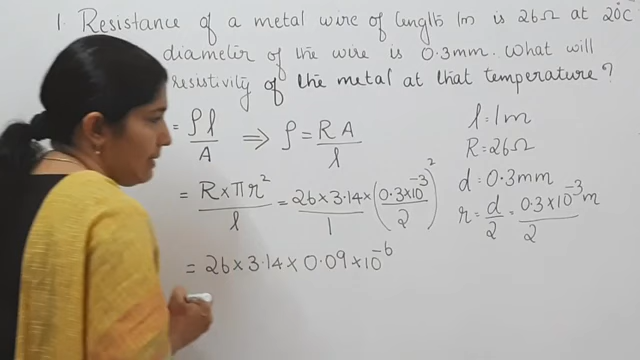 1. Resistance of a metal wire of length 1m is 26Ω at 20°C
diameter of the wire is 0.3mm. What will
resistivity of the metal at that temperature?
= ρl/A ⇒ ρ = RA/l
l = 1m
R = 26Ω
d = 0.3mm
r = d/2 = 0.3×10⁻³m/2
= R×πr²/l = 26×3.14×(0.3×10⁻³/2)²/1
= 26×3.14×0.09×10⁻⁶